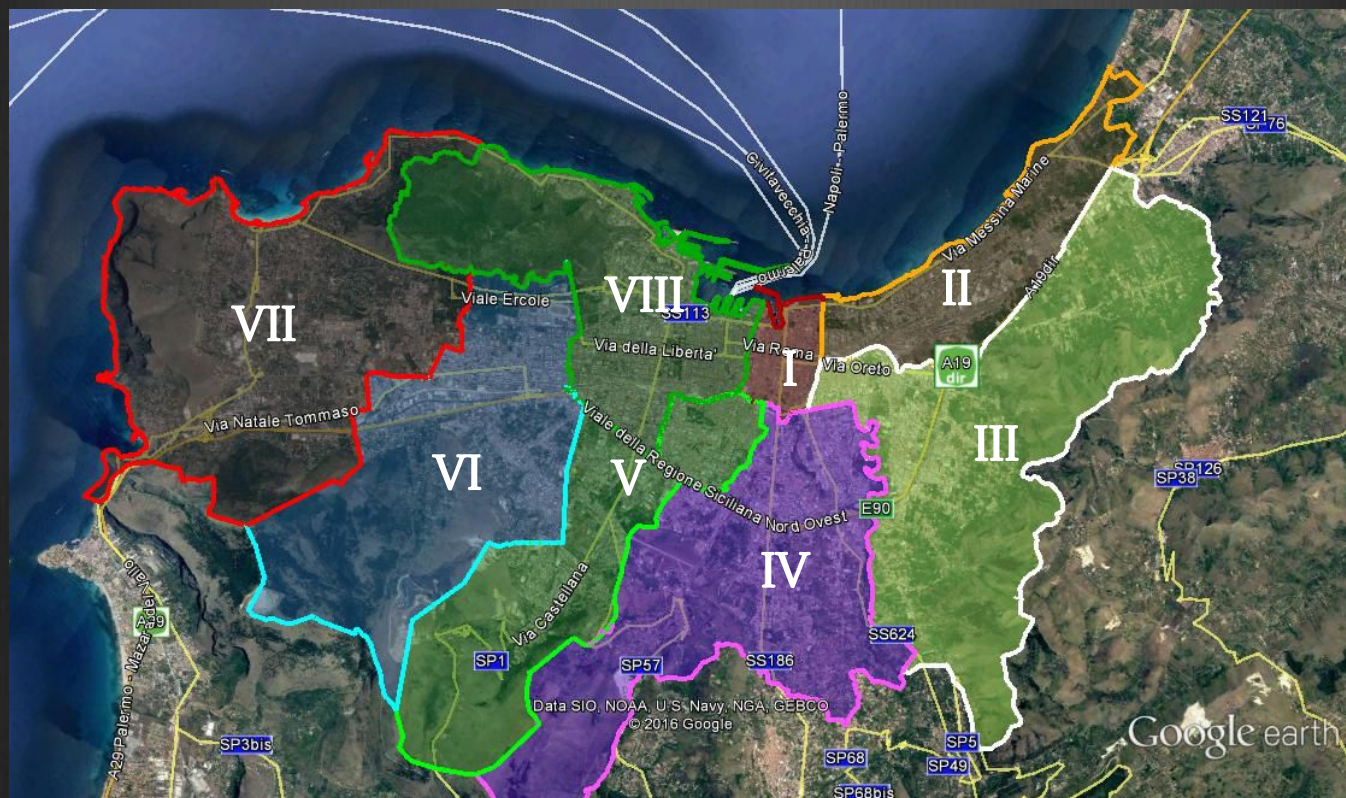 SS121
SP76
Civitavecchia - Palermo
Napoli - Palermo
Via Messina Marine
II
A19dir
VIII
Viale Ercole
SS113
VII
Via della Liberta'
Via Roma
I
Via Oreto
A19
dir
Via Natale Tommaso
Viale della Regione Siciliana Nord Ovest
III
VI
V
SP126
SP38
E90
IV
A29 Palermo - Mazara del Vallo
Via Castellana
SS624
SP1
SP57
SS186
Data SIO, NOAA, U.S. Navy, NGA, GEBCO
© 2016 Google
Google earth
SP3bis
SP5
SP68
SP49
SP68bis